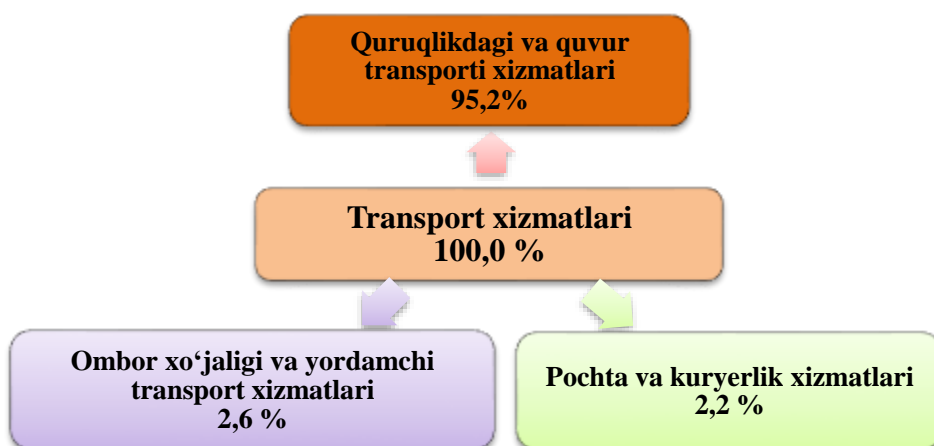 Quruqlikdagi va quvur
transporti xizmatlari
95,2%
Transport xizmatlari
100,0 %
Ombor xo‘jaligi va yordamchi
transport xizmatlari
2,6 %
Pochta va kuryerlik xizmatlari
2,2 %